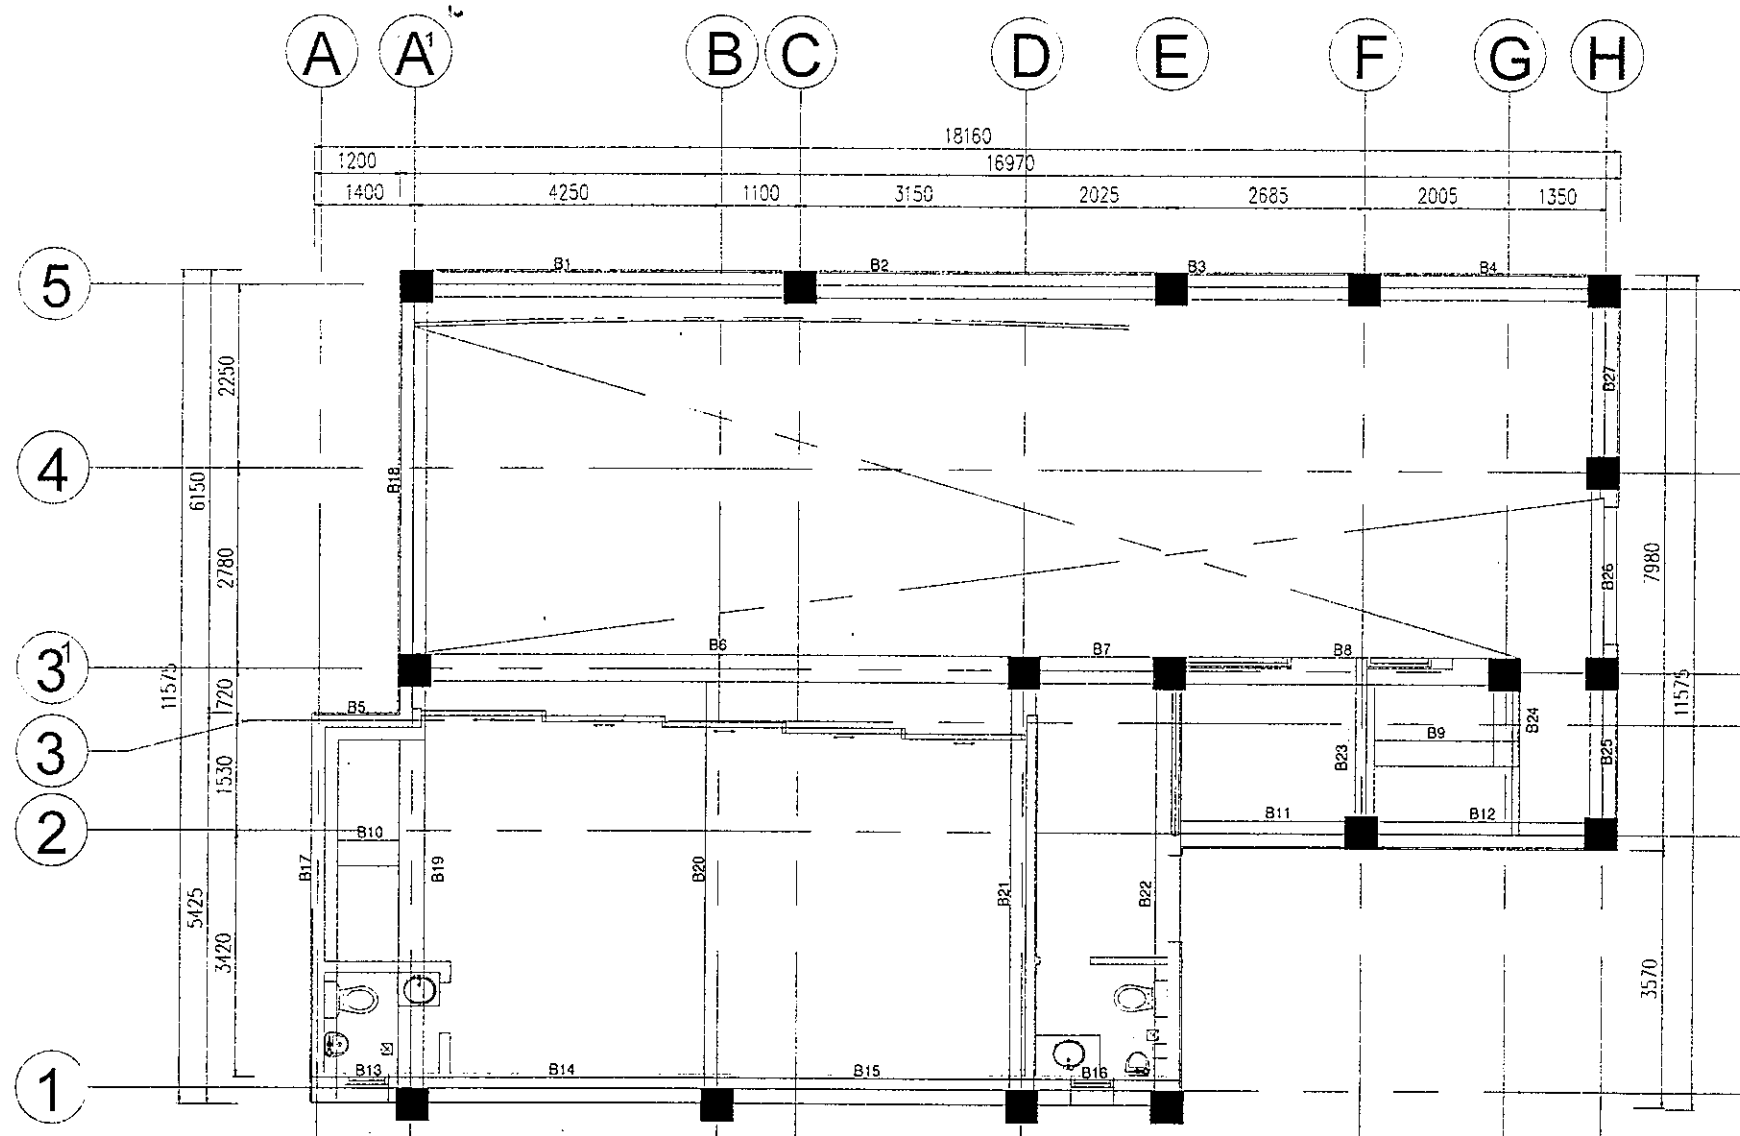 A A1 B C D E F G H
18160
1200 16970
1400 4250 1100 3150 2025 2685 2005 1350
5 B1 B2 B3 B4
2250 B27
4 B18 6150
2780 B26 7980
31 B6 B7 B8
11575 720 B5 11575
3 1530 B23 B9 B24 B25
2 B10 B11 B12
B17 B19 B20 B21 B22
5425 3420 3570
1 B13 B14 B15 B16